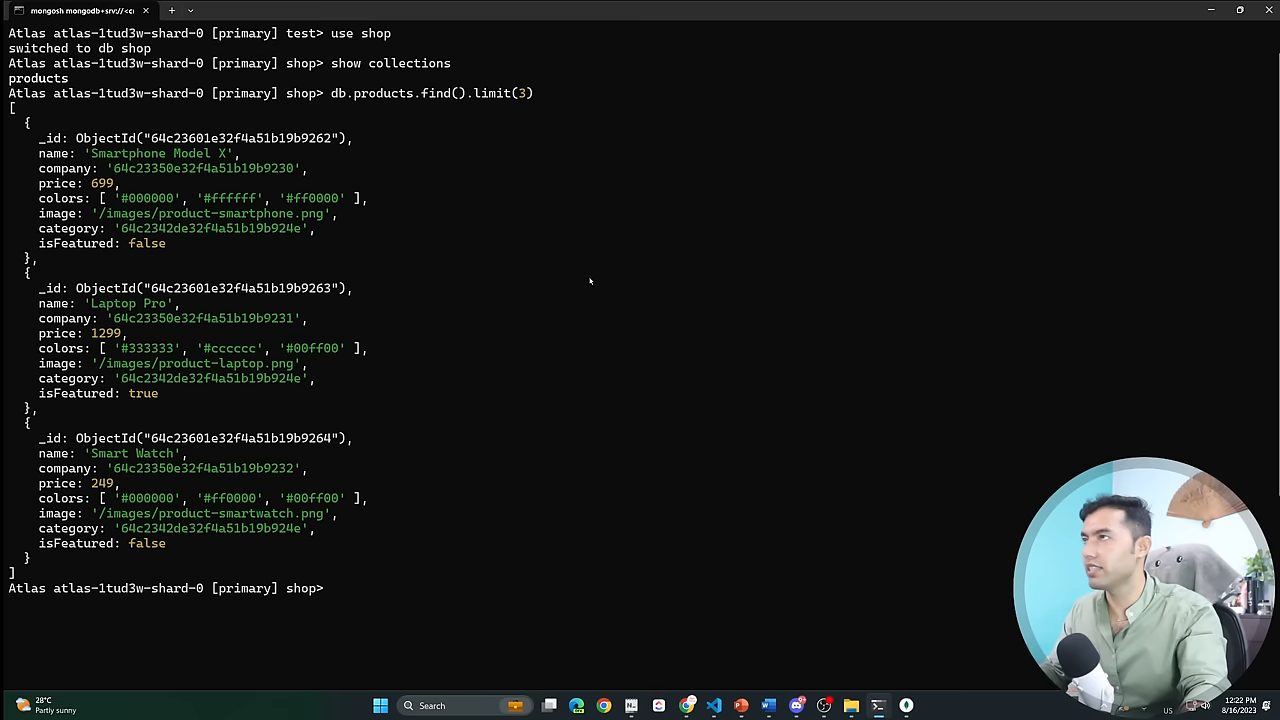 mongosh mongodb+srv://<cr
Atlas atlas-1tud3w-shard-0 [primary] test> use shop
switched to db shop
Atlas atlas-1tud3w-shard-0 [primary] shop> show collections
products
Atlas atlas-1tud3w-shard-0 [primary] shop> db.products.find().limit(3)
[
{
_id: ObjectId("64c23601e32f4a51b19b9262"),
name: 'Smartphone Model X',
company: '64c23350e32f4a51b19b9230',
price: 699,
colors: [ '#000000', '#ffffff', '#ff0000' ],
image: '/images/product-smartphone.png',
category: '64c2342de32f4a51b19b924e',
isFeatured: false
},
{
_id: ObjectId("64c23601e32f4a51b19b9263"),
name: 'Laptop Pro',
company: '64c23350e32f4a51b19b9231',
price: 1299,
colors: [ '#333333', '#cccccc', '#00ff00' ],
image: '/images/product-laptop.png',
category: '64c2342de32f4a51b19b924e',
isFeatured: true
},
{
_id: ObjectId("64c23601e32f4a51b19b9264"),
name: 'Smart Watch',
company: '64c23350e32f4a51b19b9232',
price: 249,
colors: [ '#000000', '#ff0000', '#00ff00' ],
image: '/images/product-smartwatch.png',
category: '64c2342de32f4a51b19b924e',
isFeatured: false
}
]
Atlas atlas-1tud3w-shard-0 [primary] shop>
28°C
Partly sunny
Search
US
12:22 PM
8/16/2023